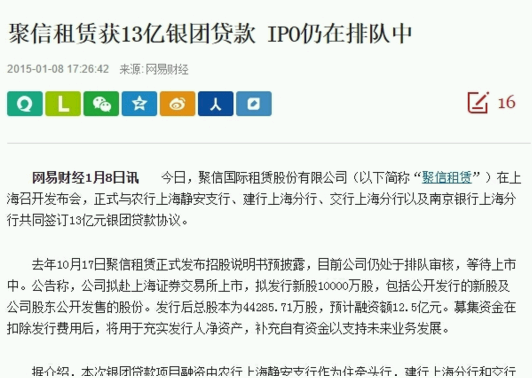 聚信租赁获13亿银团贷款 IPO仍在排队中
2015-01-08 17:26:42 来源:网易财经
16
网易财经1月8日讯 今日，聚信国际租赁股份有限公司（以下简称“聚信租赁”）在上
海召开发布会，正式与农行上海静安支行、建行上海分行、交行上海分行以及南京银行上海分
行共同签订13亿元银团贷款协议。
去年10月17日聚信租赁正式发布招股说明书预披露，目前公司仍处于排队审核，等待上市
中。公告称，公司拟赴上海证券交易所上市，拟发行新股10000万股，包括公开发行的新股及
公司股东公开发售的股份。发行后总股本为44285.71万股，预计融资额12.5亿元。募集资金在
扣除发行费用后，将用于充实发行人净资产，补充自有资金以支持未来业务发展。
据介绍，本次银团贷款项目融资由农行上海静安支行作为住牵头行，建行上海分行和交行